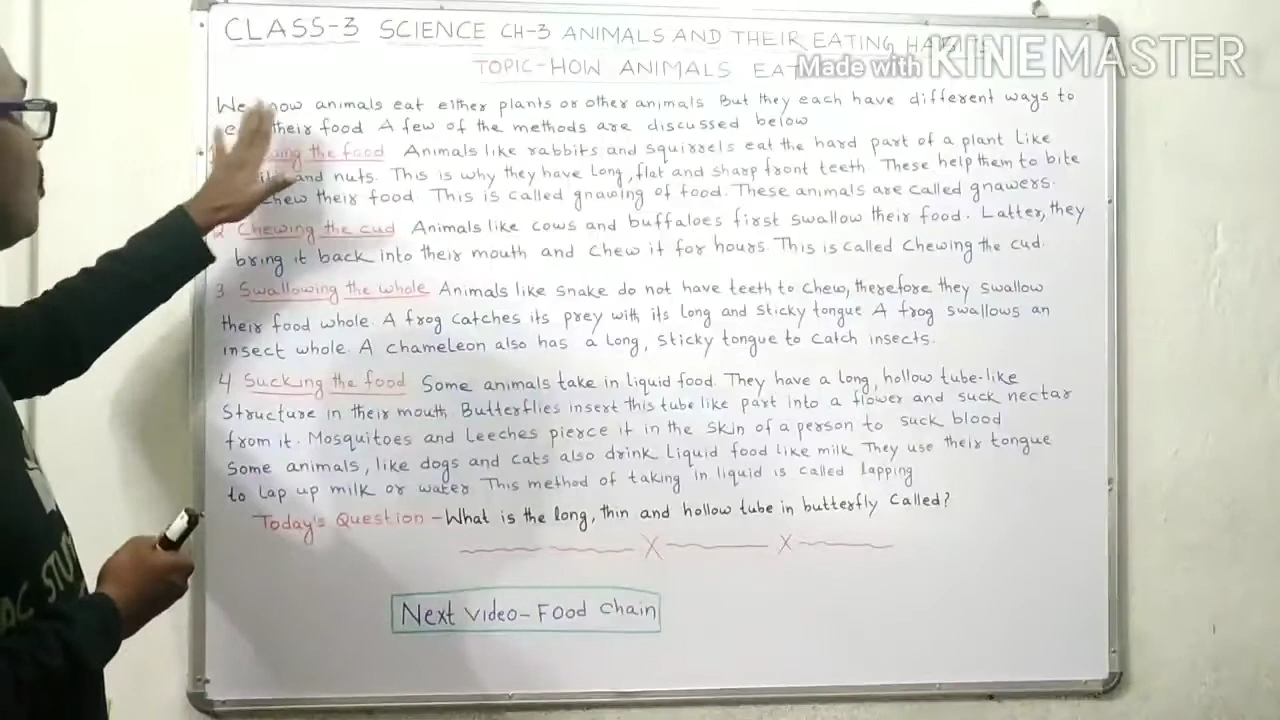 CLASS-3 SCIENCE CH-3 ANIMALS AND THEIR EATING
TOPIC-HOW ANIMALS EAT
Made with KINEMASTER
We know animals eat either plants or other animals But they each have different ways to
their food A few of the methods are discussed below
the food Animals like rabbits and squirrels eat the hard part of a plant like
and nuts. This is why they have Long, flat and sharp front teeth. These help them to bite
chew their food This is called gnawing of food. These animals are called gnawers.
2 Chewing the cud Animals like cows and buffaloes first swallow their food. Latter, they
bring it back into their mouth and chew it for hours. This is called Chewing the cud.
3 Swallowing the whole Animals like snake do not have teeth to chew, therefore they swallow
their food whole. A frog catches its prey with its long and sticky tongue A frog swallows an
insect whole. A chameleon also has a long, sticky tongue to catch insects.
4 Sucking the food Some animals take in liquid food. They have a long, hollow tube-like
structure in their mouth. Butterflies insert this tube like part into a flower and suck nectar
from it. Mosquitoes and Leeches pierce it in the skin of a person to suck blood
Some animals, like dogs and cats also drink liquid food like milk They use their tongue
to lap up milk or water This method of taking in liquid is called lapping
Today's Question - What is the long, thin and hollow tube in butterfly called?
Next video - Food chain